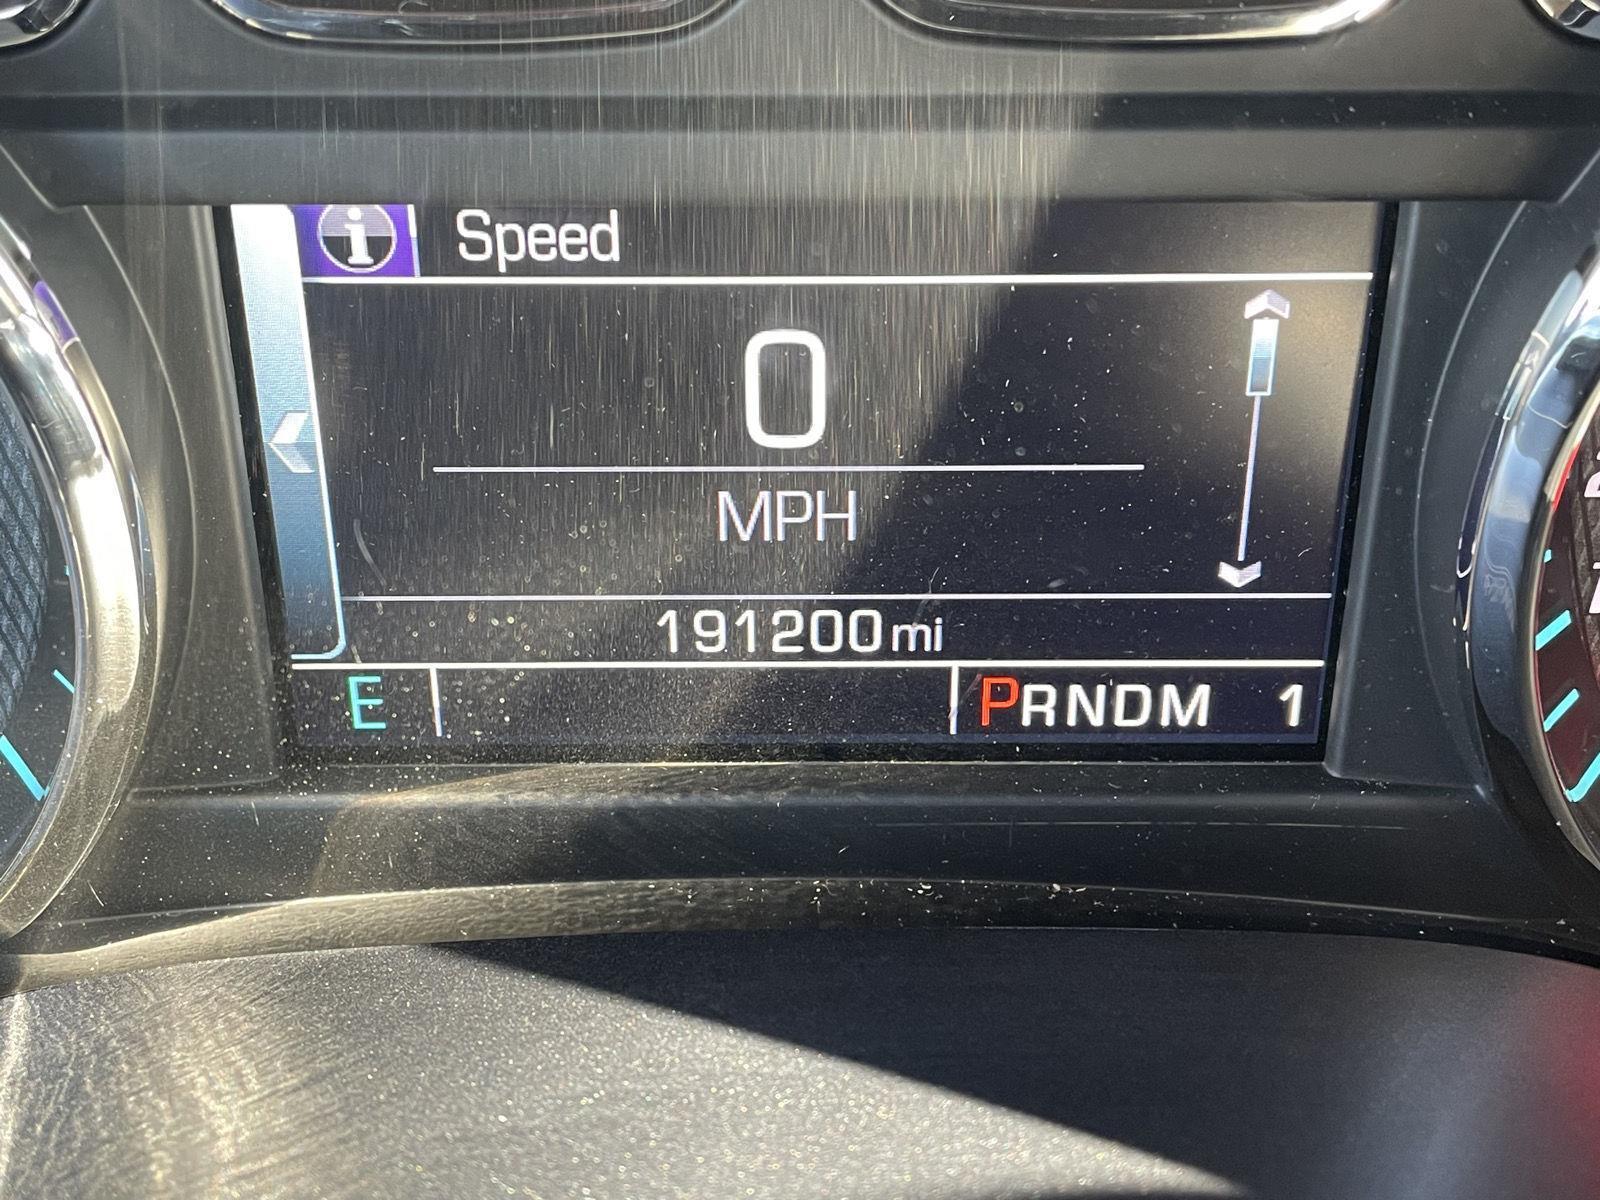 i Speed
0
MPH
191200mi
E PRNDM 1